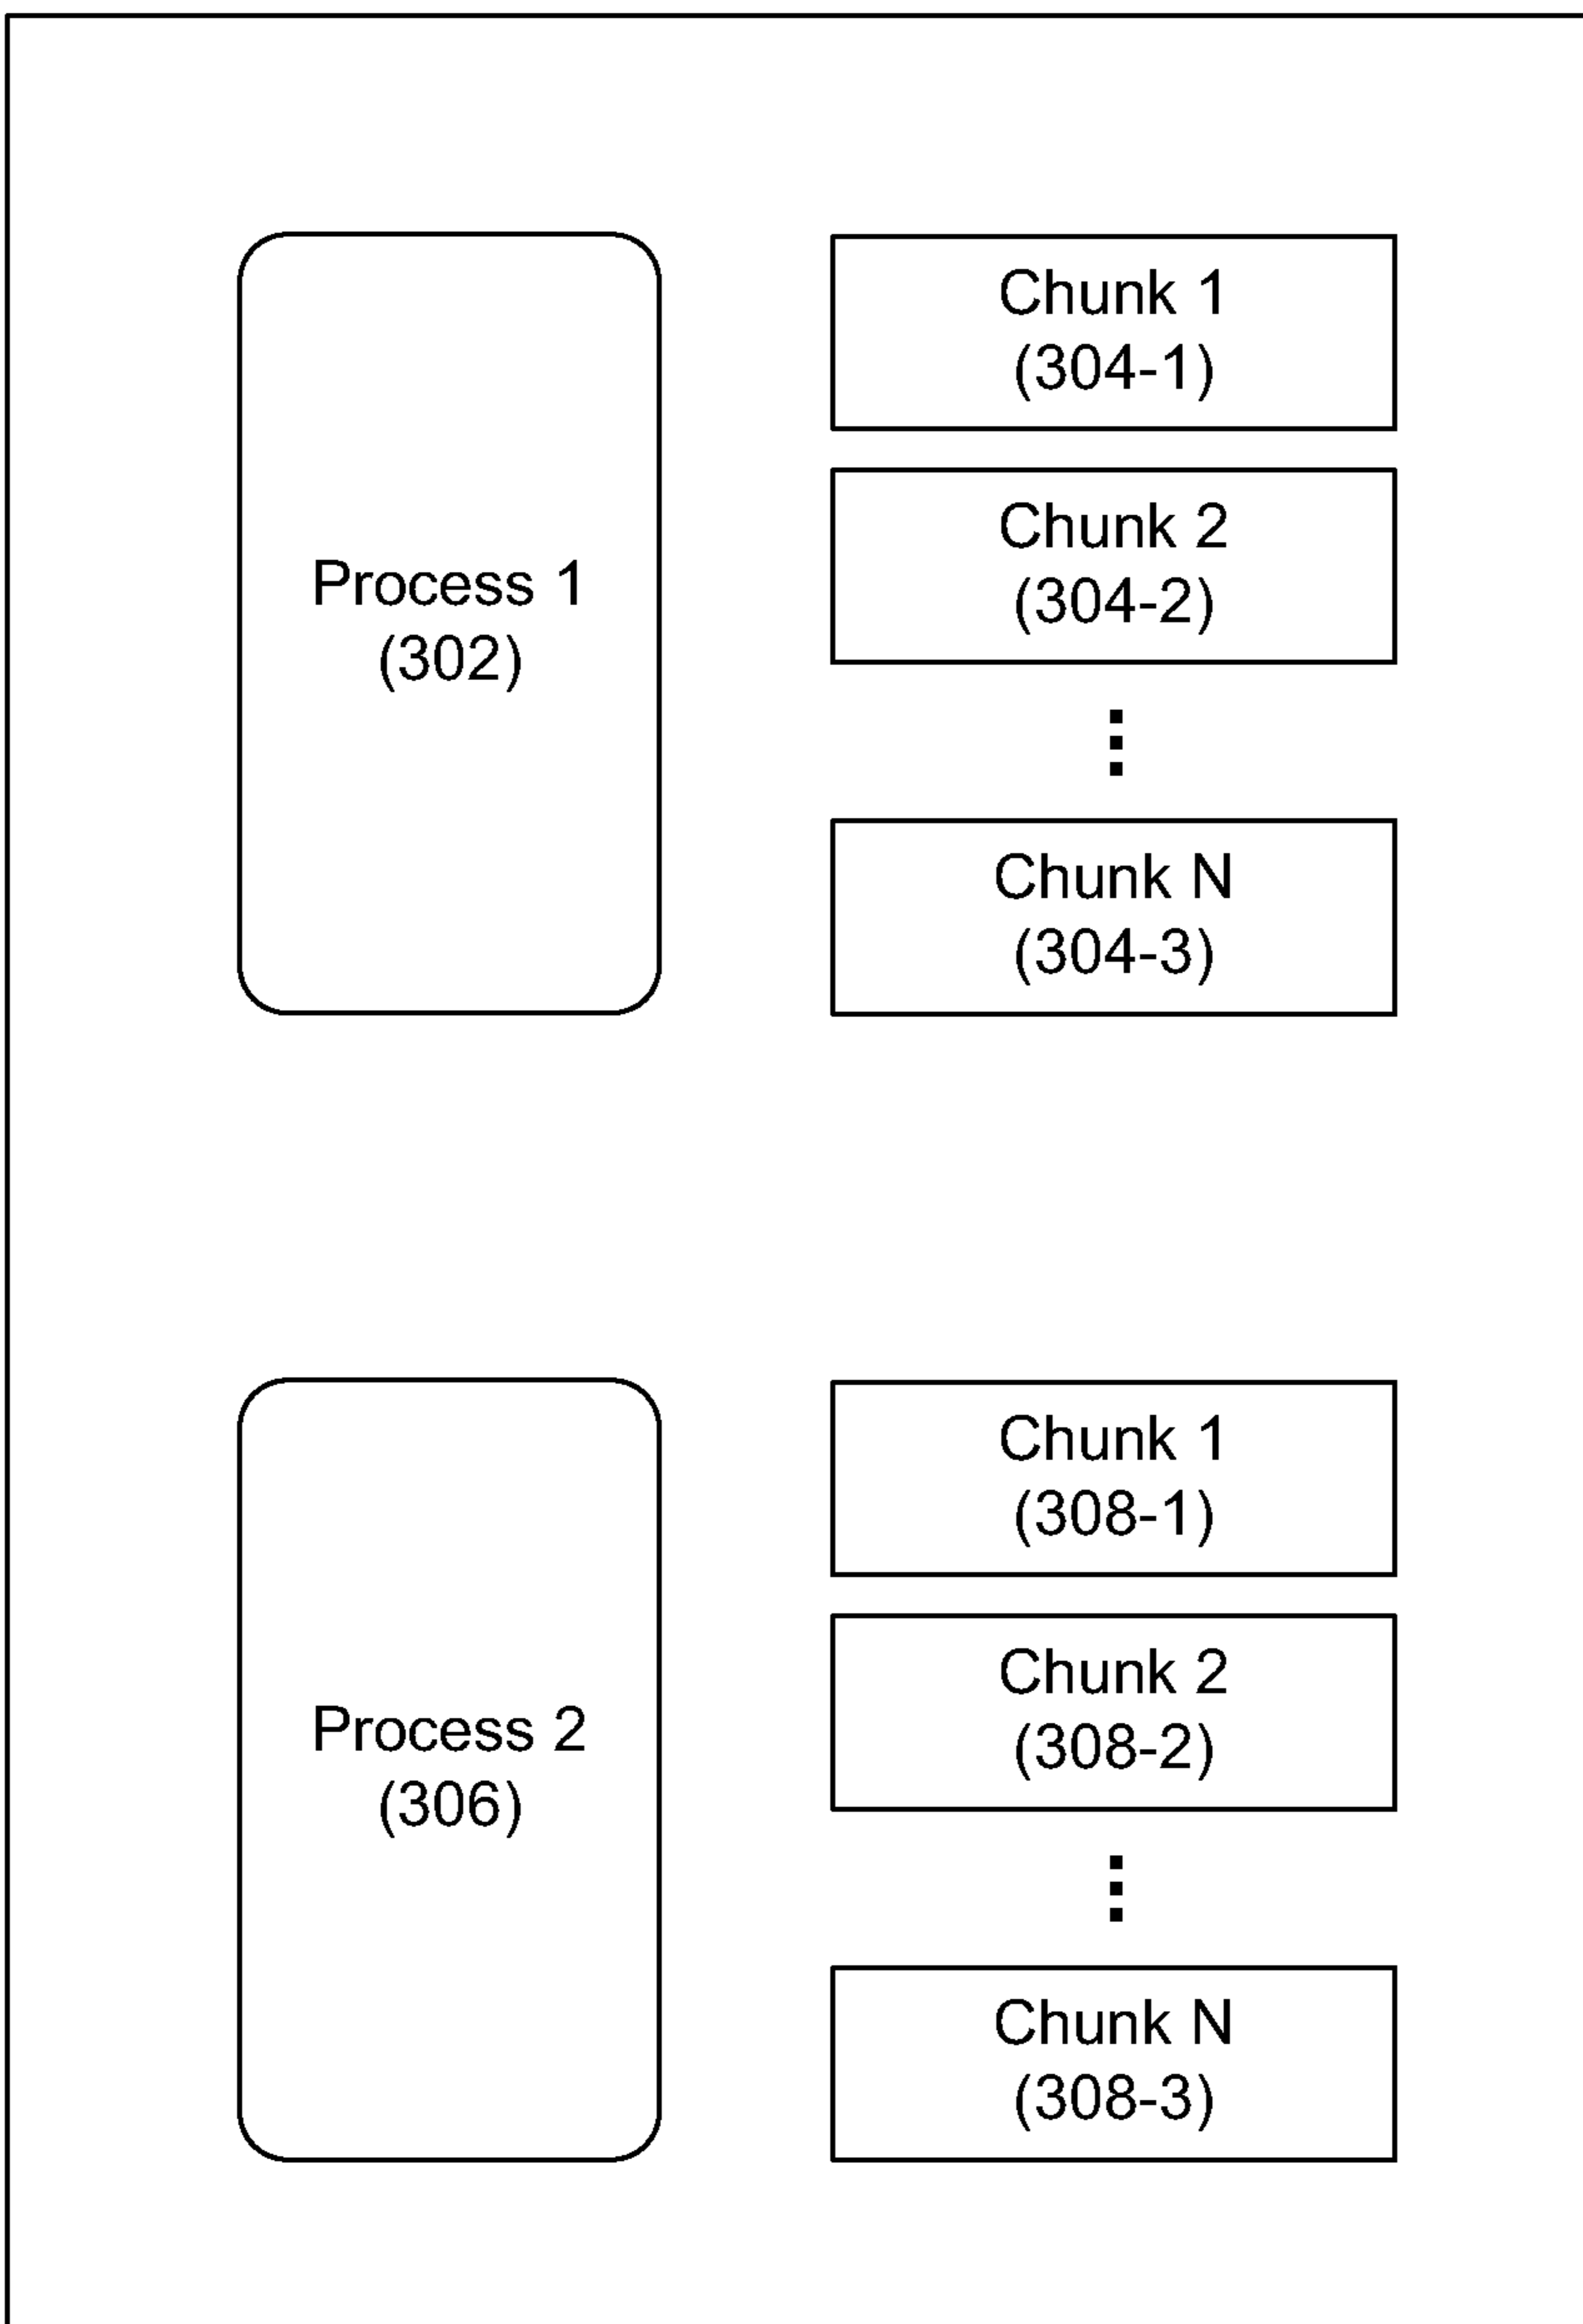 Process 1
(302)
Chunk 1
(304-1)
Chunk 2
(304-2)
Chunk N
(304-3)
Process 2
(306)
Chunk 1
(308-1)
Chunk 2
(308-2)
Chunk N
(308-3)